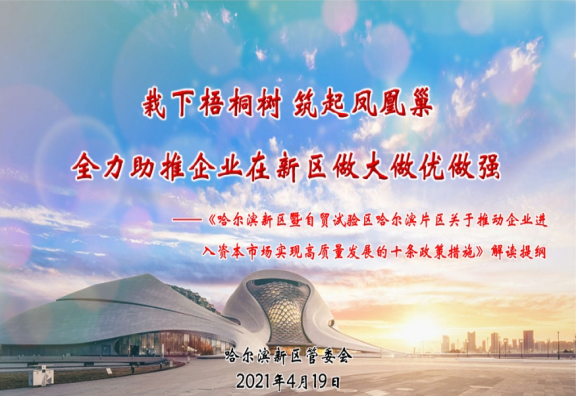 栽下梧桐树 筑起凤凰巢
全力助推企业在新区做大做优做强
——《哈尔滨新区暨自贸试验区哈尔滨片区关于推动企业进
入资本市场实现高质量发展的十条政策措施》解读提纲
哈尔滨新区管委会
2021年4月19日